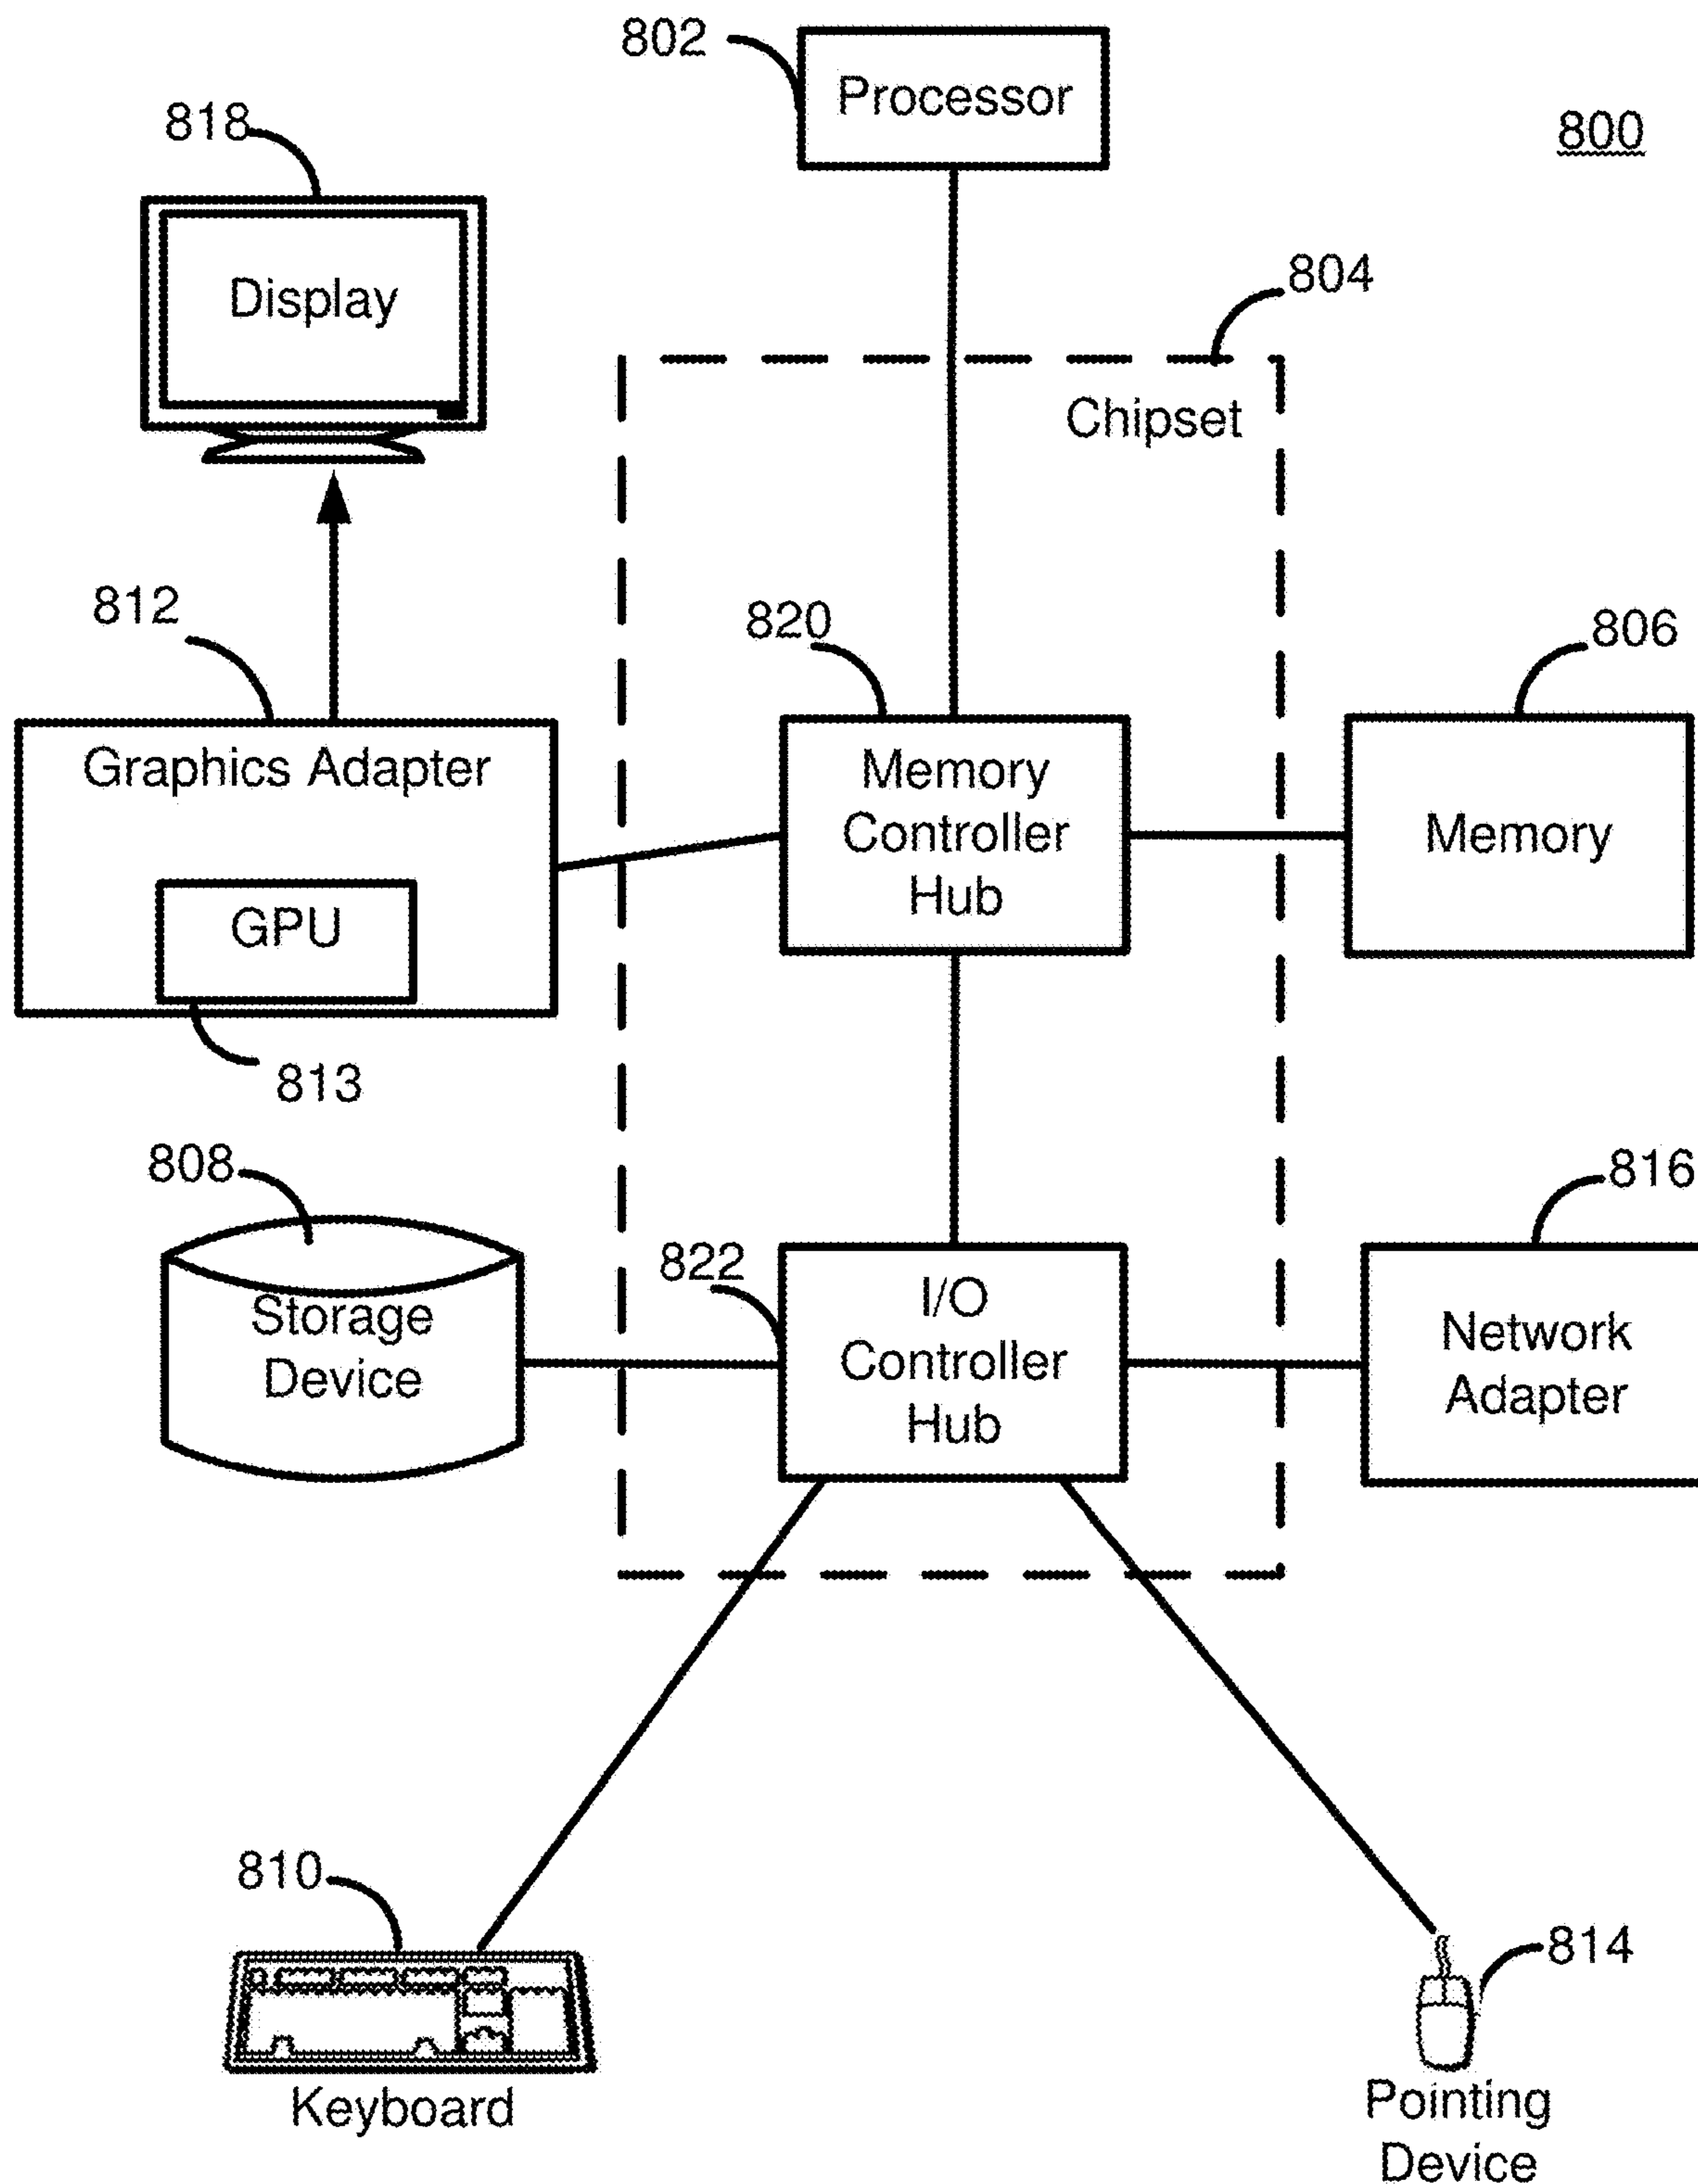 802
Processor
800
818
Display
804
Chipset
812
820
806
Graphics Adapter
GPU
813
Memory
Controller
Hub
Memory
808
Storage
Device
822
I/O
Controller
Hub
816
Network
Adapter
810
Keyboard
814
Pointing
Device